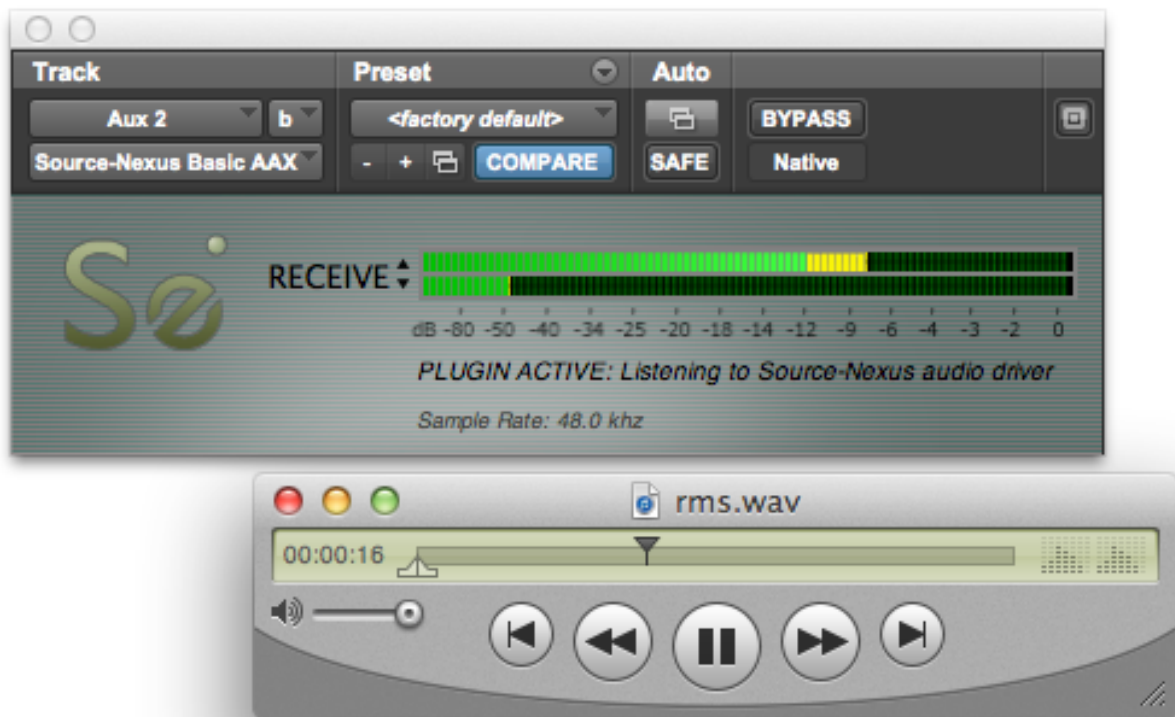 Track Preset Auto
Aux 2 b <factory default> BYPASS
Source-Nexus Basic AAX - + COMPARE SAFE Native
Se
RECEIVE
dB -80 -50 -40 -34 -25 -20 -18 -14 -12 -9 -6 -4 -3 -2 0
PLUGIN ACTIVE: Listening to Source-Nexus audio driver
Sample Rate: 48.0 khz
rms.wav
00:00:16